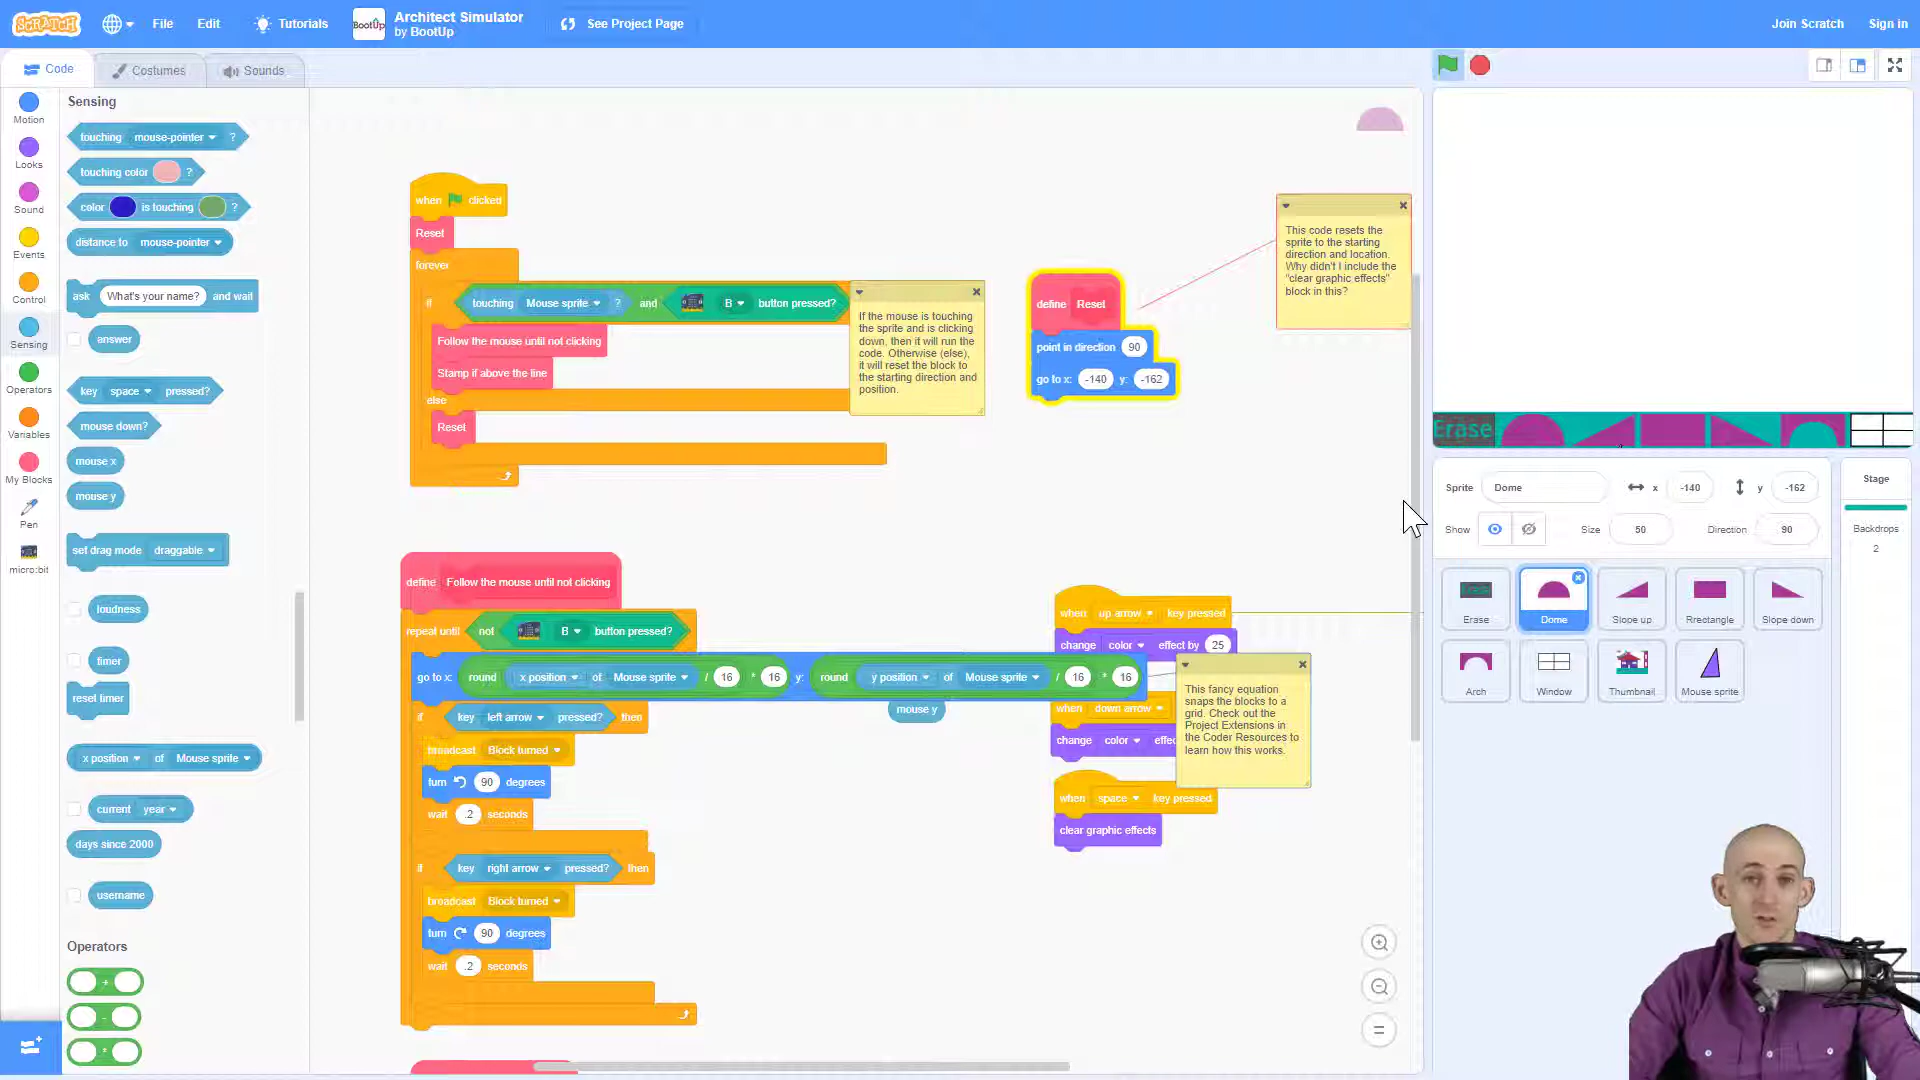 SCRATCH File Edit Tutorials BootUp Architect Simulator
by BootUp
See Project Page Join Scratch Sign in
Code Costumes Sounds
Motion
Looks
Sound
Events
Control
Sensing
Operators
Variables
My Blocks
Pen
micro:bit
Sensing
touching mouse-pointer ?
touching color ?
color is touching ?
distance to mouse-pointer
ask What's your name? and wait
answer
key space pressed?
mouse down?
mouse x
mouse y
set drag mode draggable
loudness
timer
reset timer
x position of Mouse sprite
current year
days since 2000
username
Operators
+
-
*
when clicked
Reset
forever
if touching Mouse sprite ? and B button pressed?
Follow the mouse until not clicking
Stamp if above the line
else
Reset
If the mouse is touching
the sprite and is clicking
down, then it will run the
code. Otherwise (else),
it will reset the block to
the starting direction and
position.
define Reset
point in direction 90
go to x: -140 y: -162
This code resets the
sprite to the starting
direction and location.
Why didn't I include the
"clear graphic effects"
block in this?
define Follow the mouse until not clicking
repeat until not B button pressed?
go to x: round x position of Mouse sprite / 16 * 16 y: round y position of Mouse sprite / 16 * 16
if key left arrow pressed? then
broadcast Block turned
turn 90 degrees
wait .2 seconds
if key right arrow pressed? then
broadcast Block turned
turn 90 degrees
wait .2 seconds
mouse y
when up arrow key pressed
change color effect by 25
when down arrow
change color effec
when space key pressed
clear graphic effects
This fancy equation
snaps the blocks to a
grid. Check out the
Project Extensions in
the Coder Resources to
learn how this works.
Erase
Sprite Dome x -140 y -162
Show Size 50 Direction 90
Erase Dome Slope up Rrectangle Slope down
Arch Window Thumbnail Mouse sprite
Stage
Backdrops
2